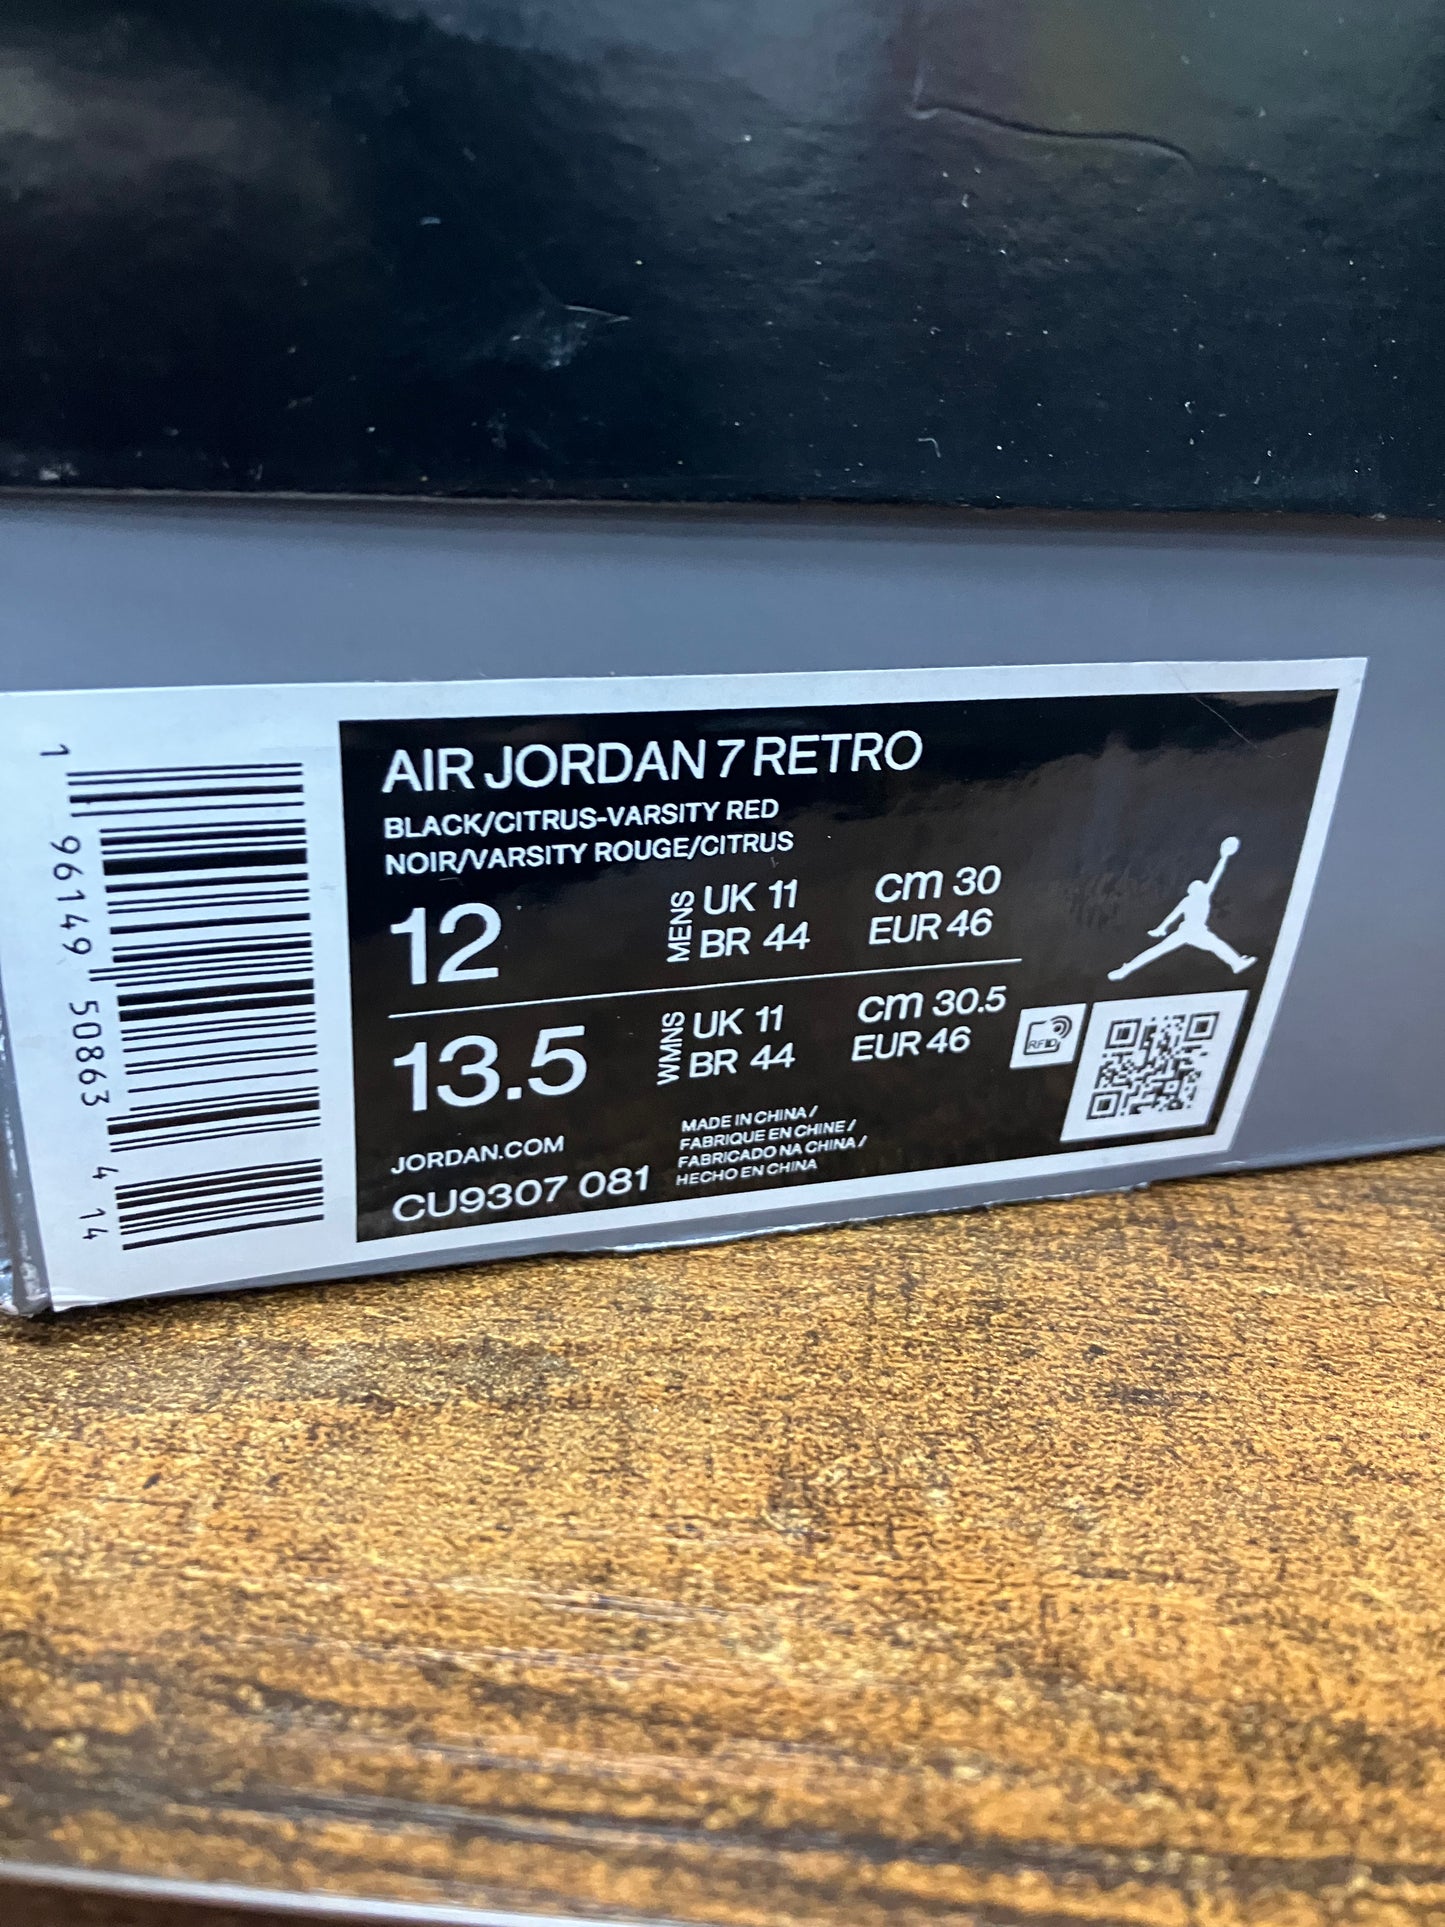 AIR JORDAN 7 RETRO
BLACK/CITRUS-VARSITY RED
NOIR/VARSITY ROUGE/CITRUS
12
MENS
UK 11
cm 30
BR 44
EUR 46
13.5
WMNS
UK 11
cm 30.5
BR 44
EUR 46
RFID
JORDAN.COM
CU9307 081
MADE IN CHINA /
FABRIQUE EN CHINE /
FABRICADO NA CHINA /
HECHO EN CHINA
1 96149 50863 4 14